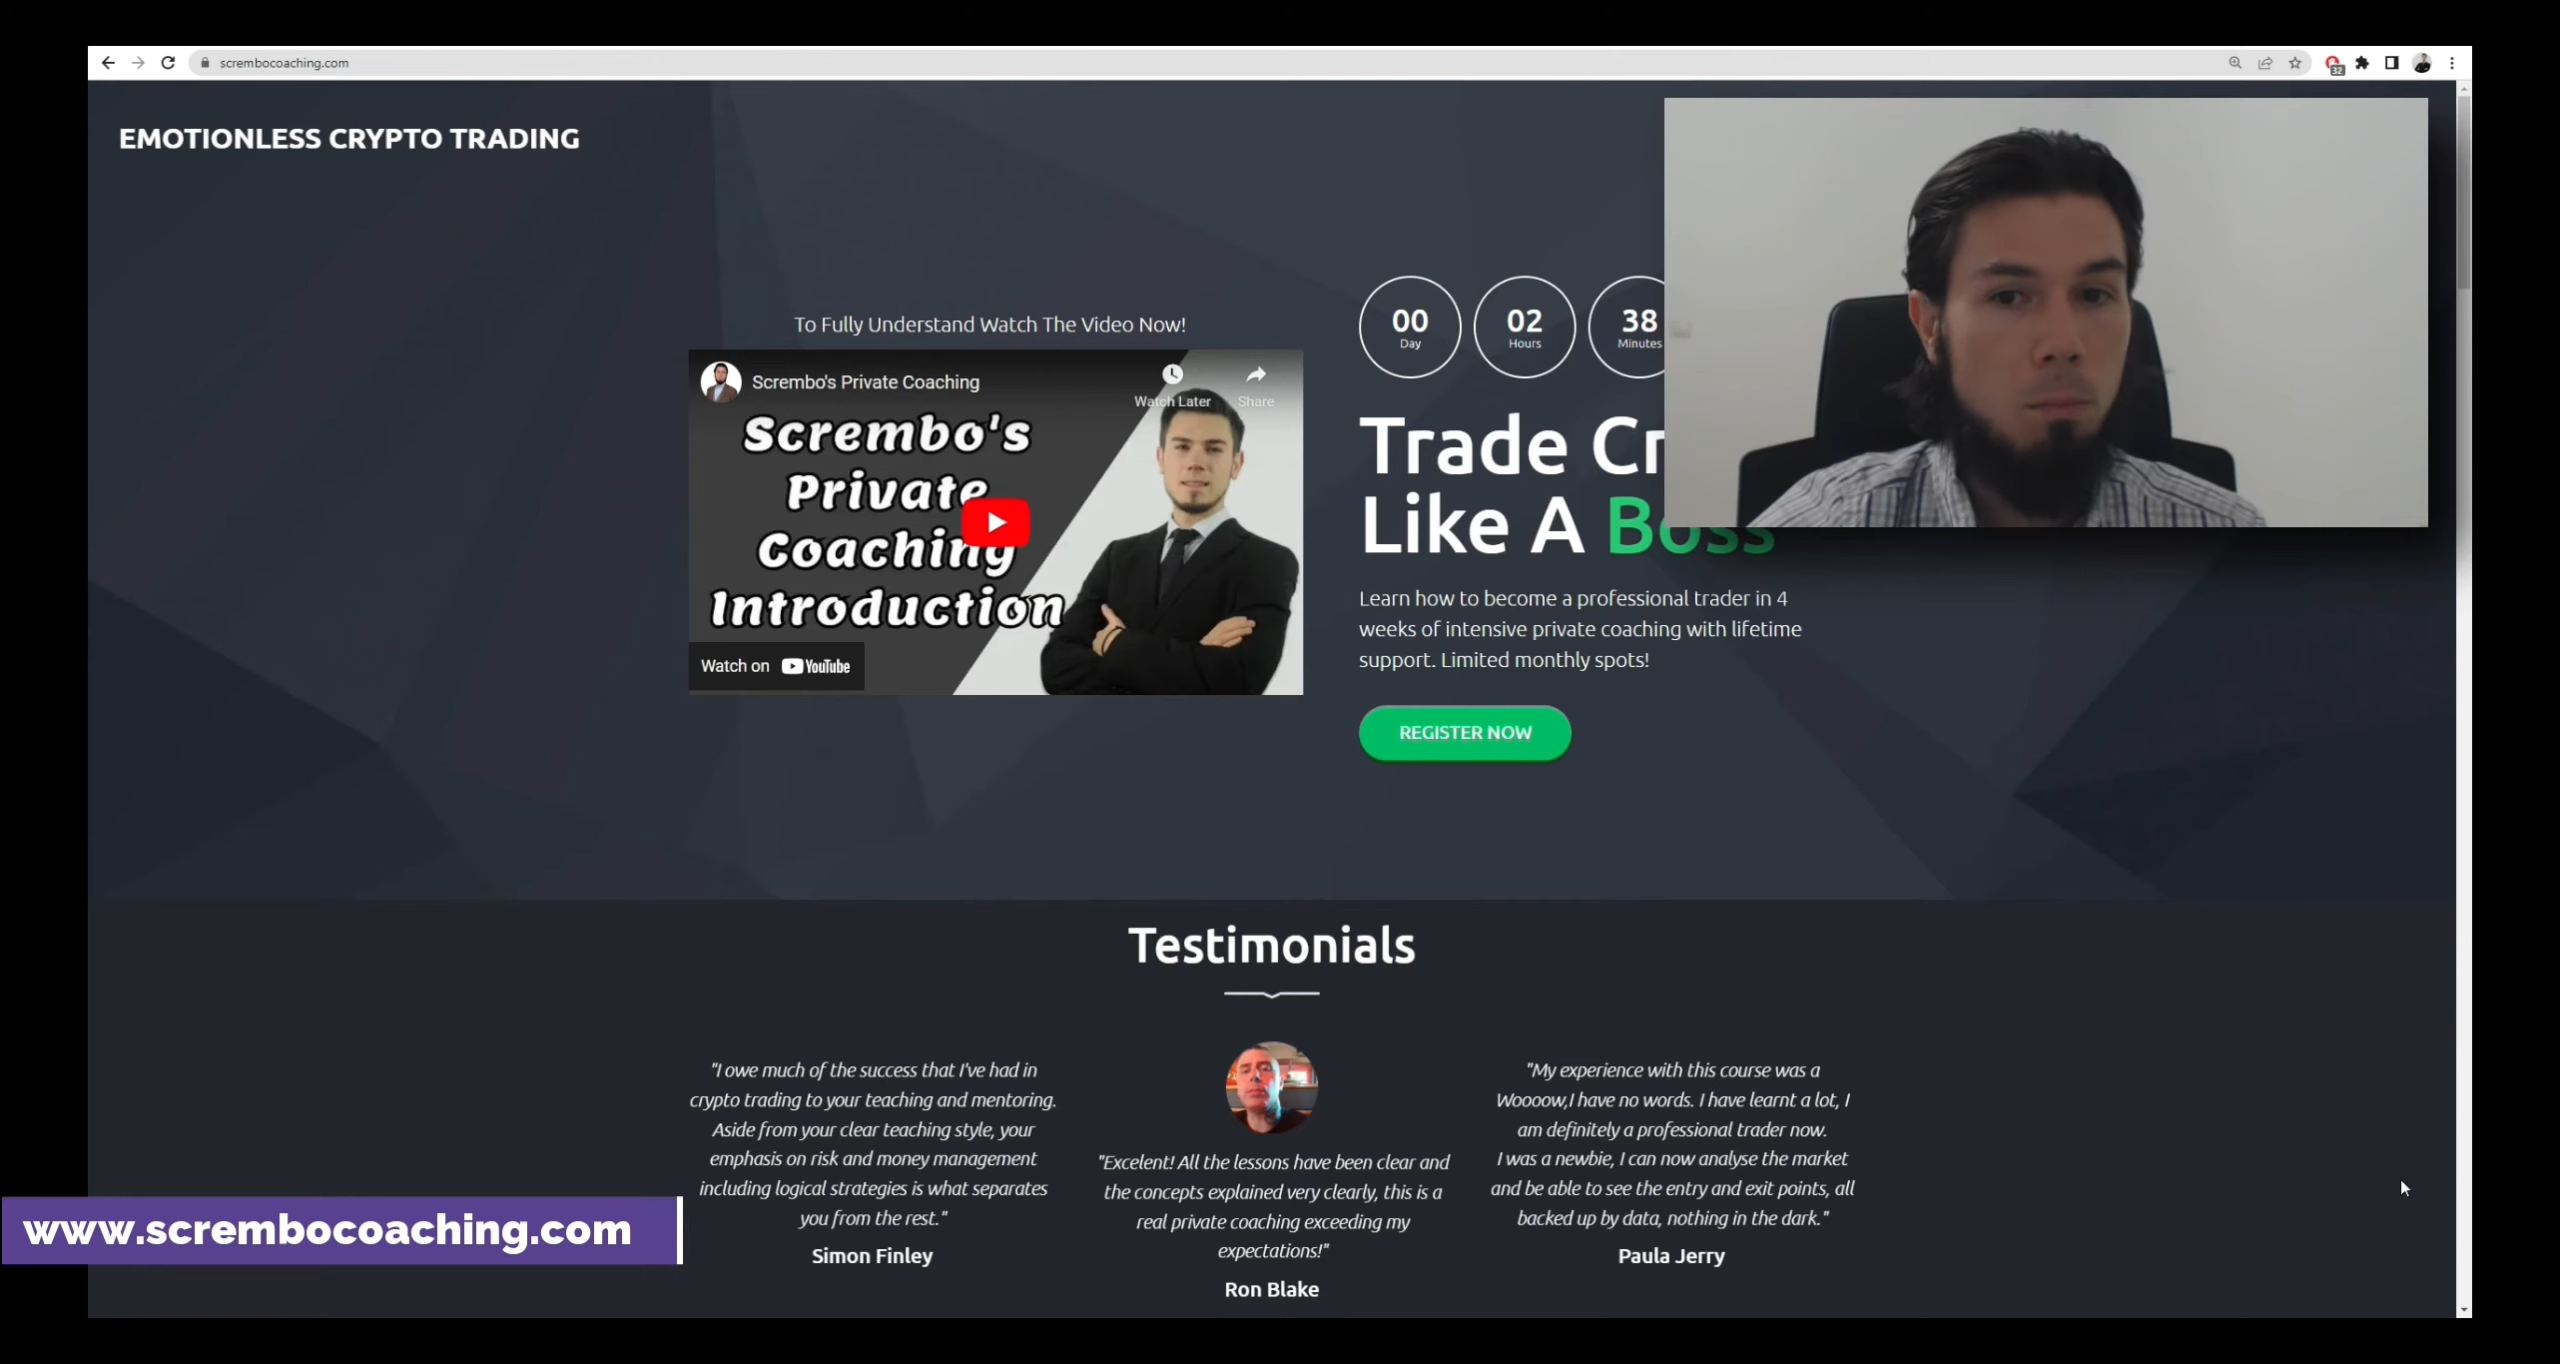 scrembocoaching.com
32
EMOTIONLESS CRYPTO TRADING
To Fully Understand Watch The Video Now!
Scrembo's Private Coaching
Watch Later
Share
Scrembo's
Private
Coaching
Introduction
Watch on YouTube
00
Day
02
Hours
38
Minutes
Trade Cr
Like A Boss
Learn how to become a professional trader in 4
weeks of intensive private coaching with lifetime
support. Limited monthly spots!
REGISTER NOW
Testimonials
"I owe much of the success that I've had in
crypto trading to your teaching and mentoring.
Aside from your clear teaching style, your
emphasis on risk and money management
including logical strategies is what separates
you from the rest."
Simon Finley
"Excelent! All the lessons have been clear and
the concepts explained very clearly, this is a
real private coaching exceeding my
expectations!"
Ron Blake
"My experience with this course was a
Woooow,I have no words. I have learnt a lot, I
am definitely a professional trader now.
I was a newbie, I can now analyse the market
and be able to see the entry and exit points, all
backed up by data, nothing in the dark."
Paula Jerry
www.scrembocoaching.com